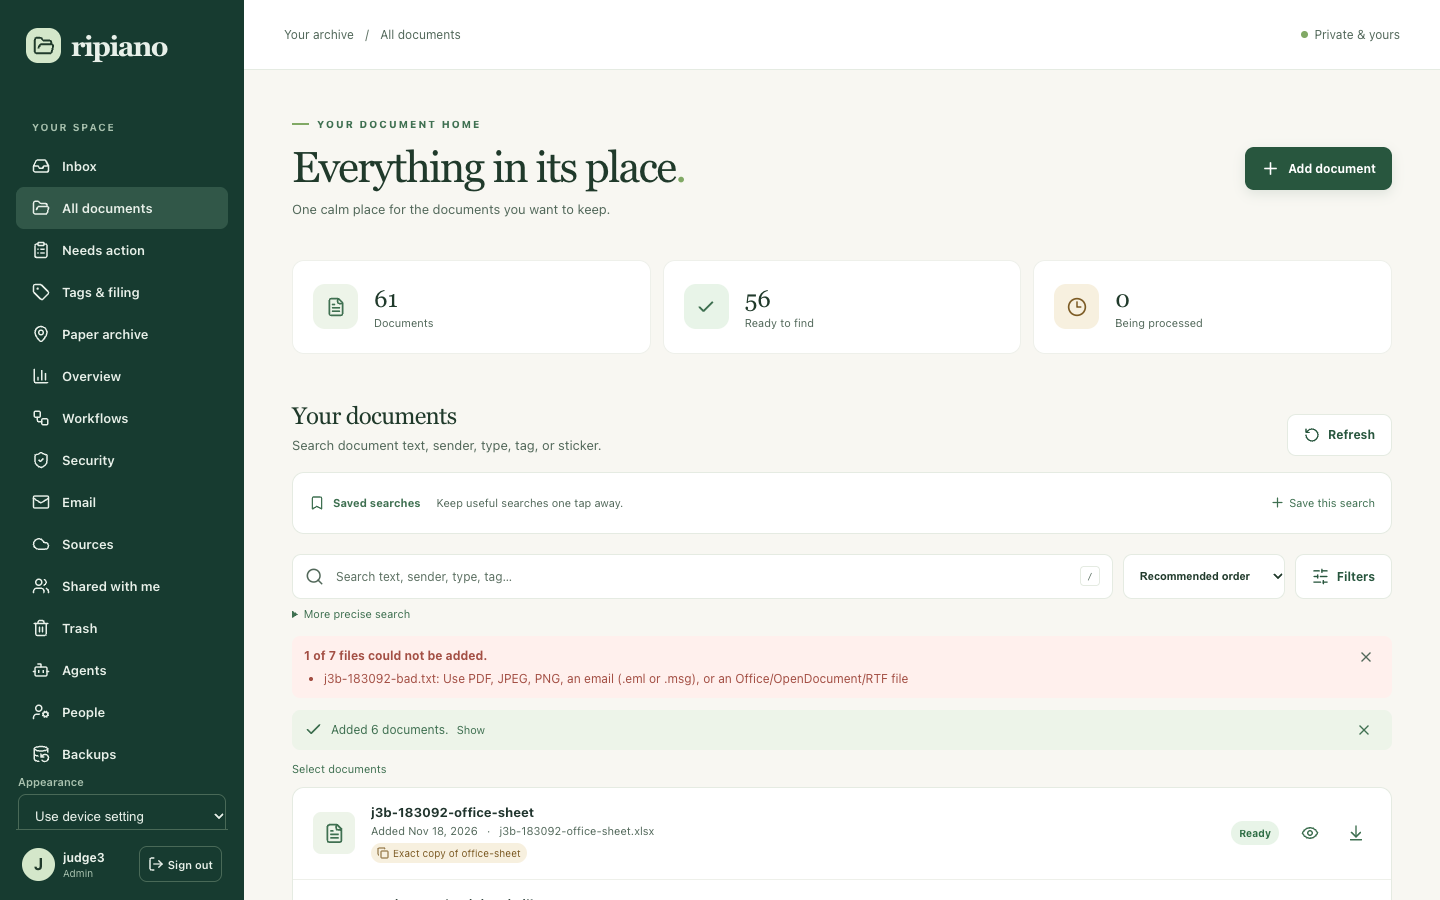 ripiano
YOUR SPACE
Inbox
All documents
Needs action
Tags & filing
Paper archive
Overview
Workflows
Security
Email
Sources
Shared with me
Trash
Agents
People
Backups
Appearance
Use device setting
J
judge3
Admin
Sign out
Your archive / All documents
Private & yours
YOUR DOCUMENT HOME
Everything in its place.
One calm place for the documents you want to keep.
Add document
61
Documents
56
Ready to find
0
Being processed
Your documents
Search document text, sender, type, tag, or sticker.
Refresh
Saved searches Keep useful searches one tap away.
Save this search
Search text, sender, type, tag...
/
Recommended order
Filters
More precise search
1 of 7 files could not be added.
• j3b-183092-bad.txt: Use PDF, JPEG, PNG, an email (.eml or .msg), or an Office/OpenDocument/RTF file
Added 6 documents. Show
Select documents
j3b-183092-office-sheet
Added Nov 18, 2026 · j3b-183092-office-sheet.xlsx
Exact copy of office-sheet
Ready